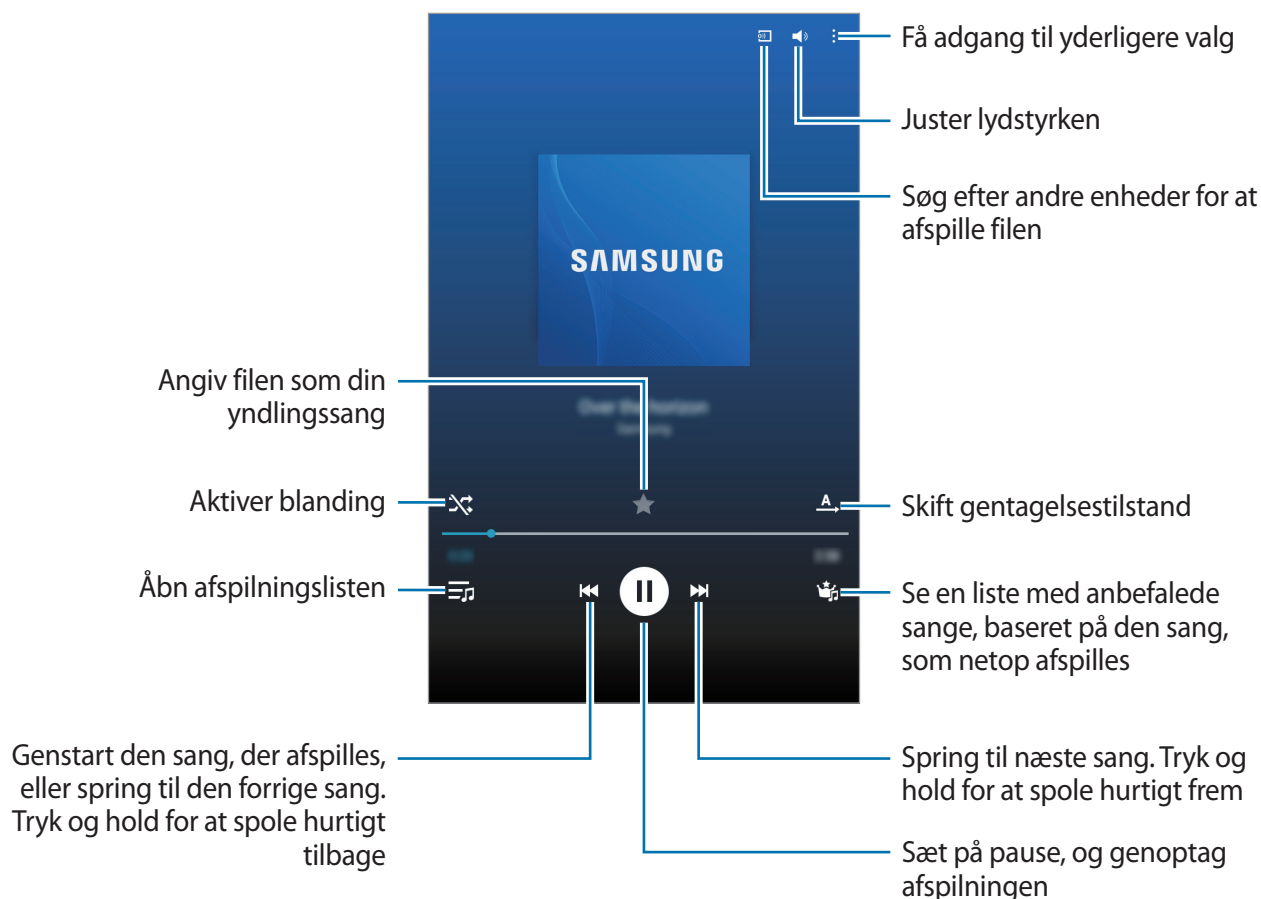 Få adgang til yderligere valg
Juster lydstyrken
Søg efter andre enheder for at
afspille filen
SAMSUNG
Angiv filen som din
yndlingssang
Over the horizon
Samsung
Aktiver blanding
A
Skift gentagelsestilstand
Åbn afspilningslisten
Se en liste med anbefalede
sange, baseret på den sang,
som netop afspilles
Genstart den sang, der afspilles,
eller spring til den forrige sang.
Tryk og hold for at spole hurtigt
tilbage
Spring til næste sang. Tryk og
hold for at spole hurtigt frem
Sæt på pause, og genoptag
afspilningen